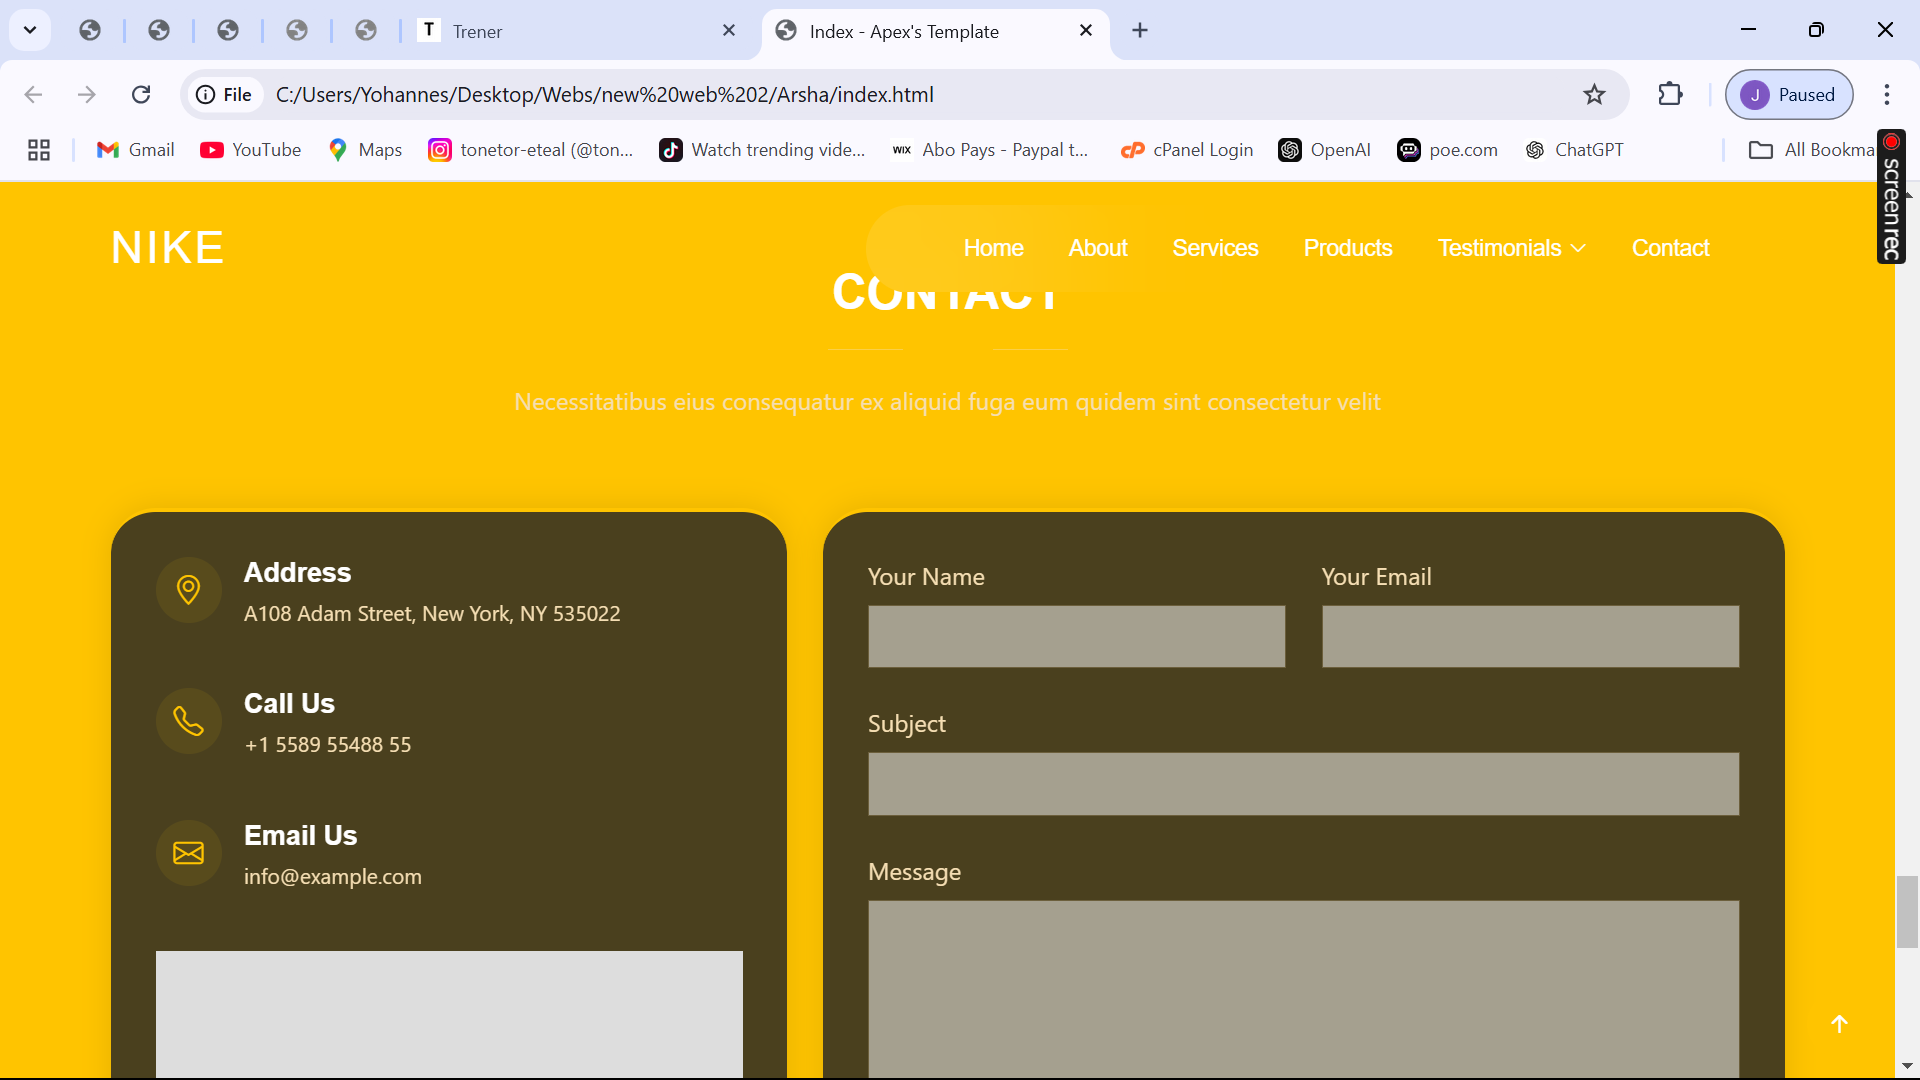 T Trener
Index - Apex's Template
File C:/Users/Yohannes/Desktop/Webs/new%20web%202/Arsha/index.html
J Paused
Gmail YouTube Maps tonetor-eteal (@ton... Watch trending vide... WIX Abo Pays - Paypal t... cP cPanel Login OpenAI poe.com ChatGPT All Bookma
screen rec
NIKE Home About Services Products Testimonials Contact
CONTACT
Necessitatibus eius consequatur ex aliquid fuga eum quidem sint consectetur velit
Address
A108 Adam Street, New York, NY 535022
Call Us
+1 5589 55488 55
Email Us
info@example.com
Your Name Your Email
Subject
Message